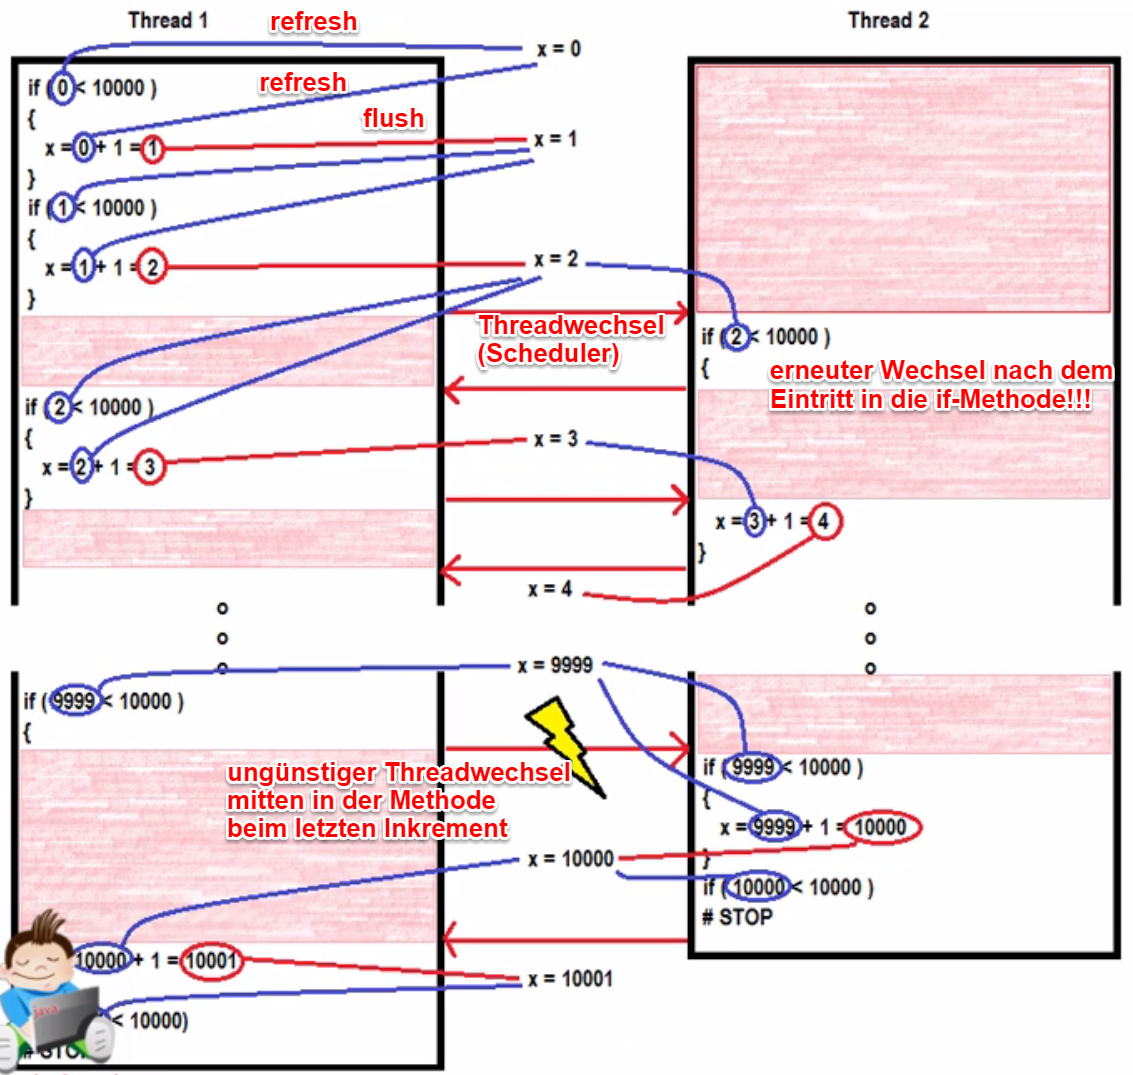 Thread 1
refresh
Thread 2
x = 0
if ( 0 < 10000 )
refresh
{
flush
x = 0 + 1 = 1
x = 1
}
if ( 1 < 10000 )
{
x = 1 + 1 = 2
x = 2
}
Threadwechsel
(Scheduler)
if ( 2 < 10000 )
{
erneuter Wechsel nach dem
Eintritt in die if-Methode!!!
if ( 2 < 10000 )
{
x = 2 + 1 = 3
x = 3
}
x = 3 + 1 = 4
}
x = 4
x = 9999
if ( 9999 < 10000 )
{
ungünstiger Threadwechsel
mitten in der Methode
beim letzten Inkrement
if ( 9999 < 10000 )
{
x = 9999 + 1 = 10000
}
x = 10000
if ( 10000 < 10000 )
# STOP
10000 + 1 = 10001
x = 10001
java
< 10000)
# STOP